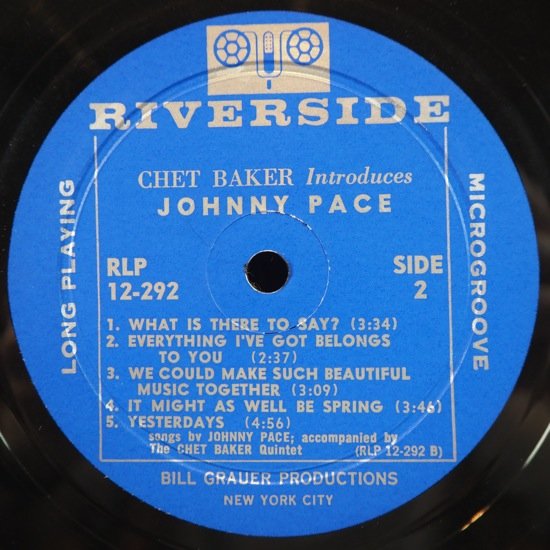 RIVERSIDE
CHET BAKER Introduces
JOHNNY PACE
LONG PLAYING
MICROGROOVE
RLP
12-292
SIDE
2
1. WHAT IS THERE TO SAY? (3:34)
2. EVERYTHING I'VE GOT BELONGS
TO YOU (2:37)
3. WE COULD MAKE SUCH BEAUTIFUL
MUSIC TOGETHER (3:09)
4. IT MIGHT AS WELL BE SPRING (3:46)
5. YESTERDAYS (4:56)
songs by JOHNNY PACE; accompanied by
The CHET BAKER Quintet (RLP 12-292 B)
BILL GRAUER PRODUCTIONS
NEW YORK CITY